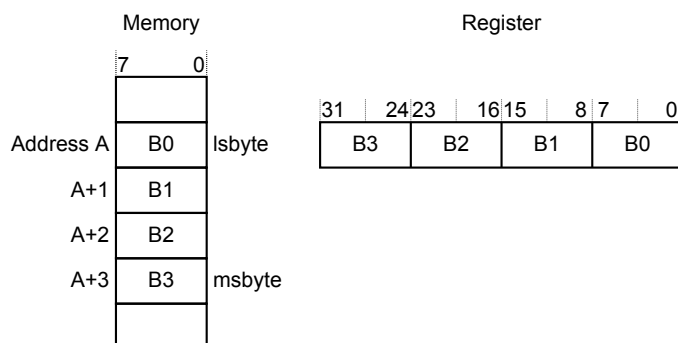 Memory
Register
7 0
31 24 23 16 15 8 7 0
Address A B0 lsbyte
B3 B2 B1 B0
A+1 B1
A+2 B2
A+3 B3 msbyte